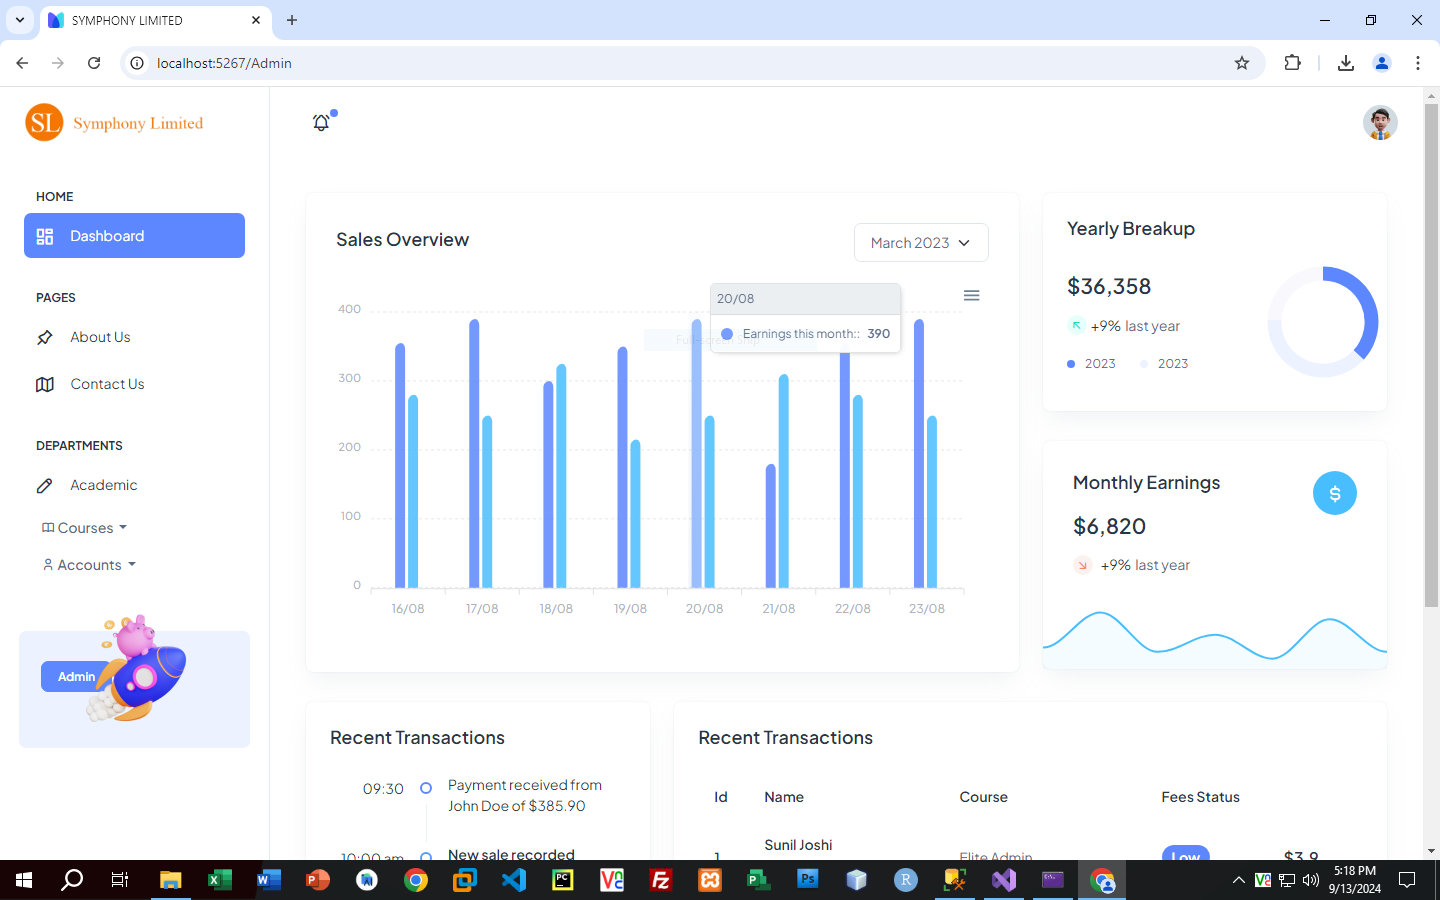 SYMPHONY LIMITED
localhost:5267/Admin
SL Symphony Limited
HOME
Dashboard
PAGES
About Us
Contact Us
DEPARTMENTS
Academic
Courses
Accounts
Admin
Sales Overview
March 2023
20/08
Earnings this month:: 390
400
300
200
100
0
16/08 17/08 18/08 19/08 20/08 21/08 22/08 23/08
Yearly Breakup
$36,358
+9% last year
2023 2023
Monthly Earnings
$
$6,820
+9% last year
Recent Transactions
09:30 Payment received from
John Doe of $385.90
10:00 am New sale recorded
Recent Transactions
Id Name Course Fees Status
Sunil Joshi
1 Elite Admin Low $3.9
5:18 PM
9/13/2024